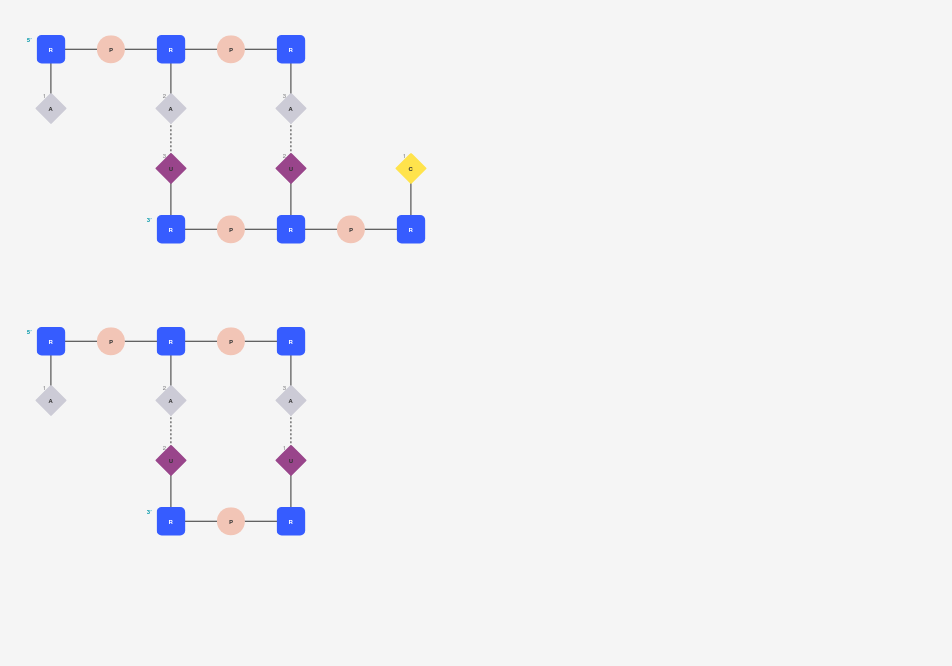 5'
R P R P R
1 2 3
A A A
3 2 1
U U C
3'
R P R P R
5'
R P R P R
1 2 3
A A A
2 1
U U
3'
R P R